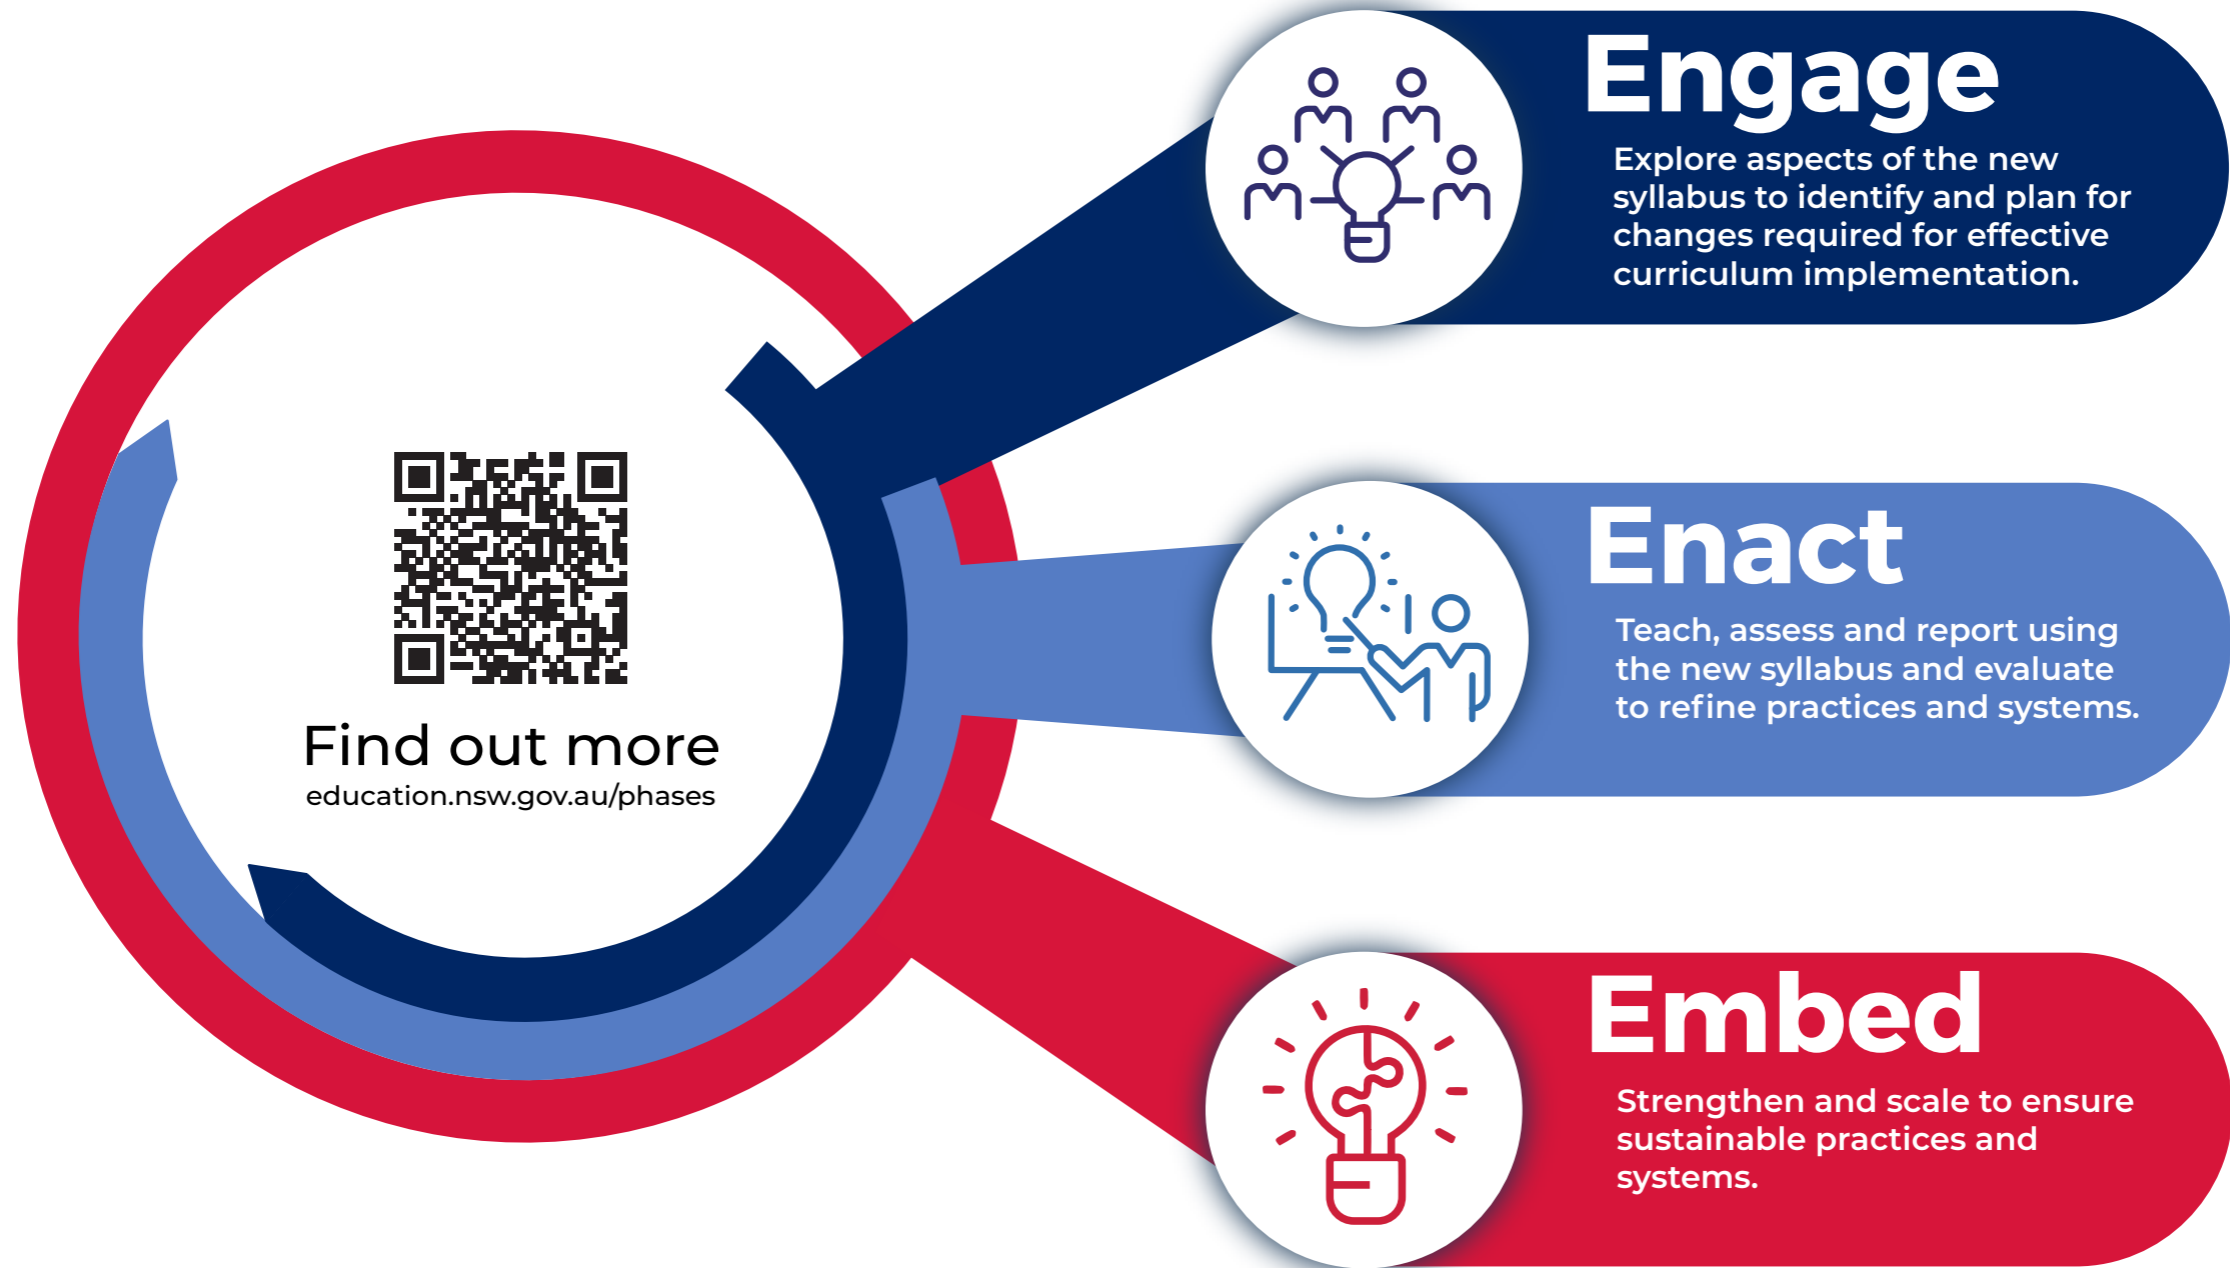 Engage
Explore aspects of the new
syllabus to identify and plan for
changes required for effective
curriculum implementation.
Enact
Teach, assess and report using
the new syllabus and evaluate
to refine practices and systems.
Find out more
education.nsw.gov.au/phases
Embed
Strengthen and scale to ensure
sustainable practices and
systems.